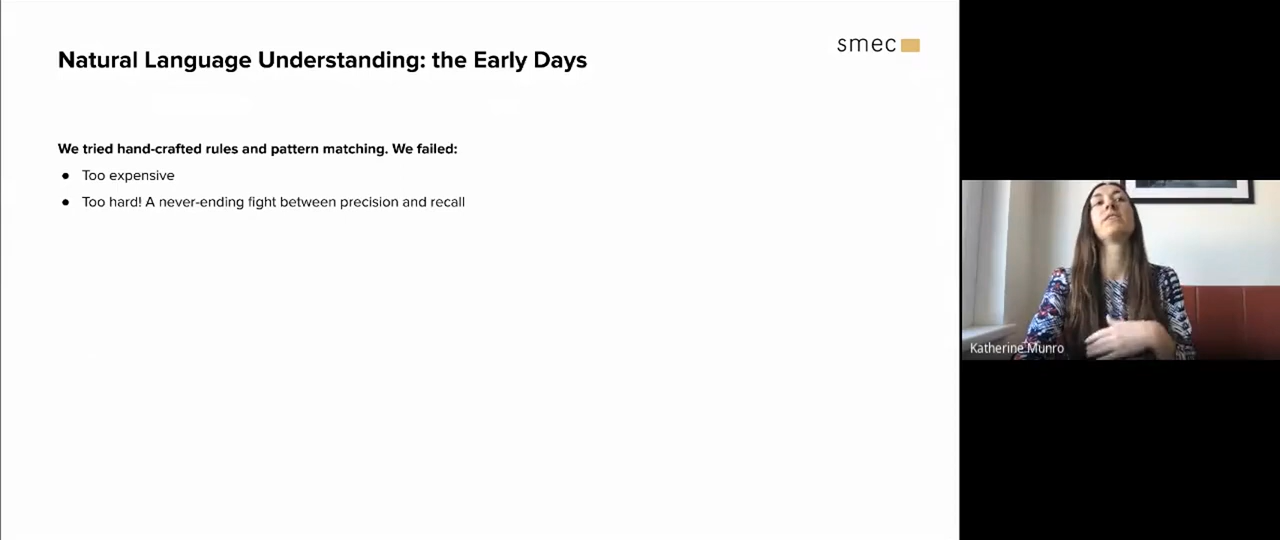 smec
Natural Language Understanding: the Early Days
We tried hand-crafted rules and pattern matching. We failed:
● Too expensive
● Too hard! A never-ending fight between precision and recall
Katherine Munro